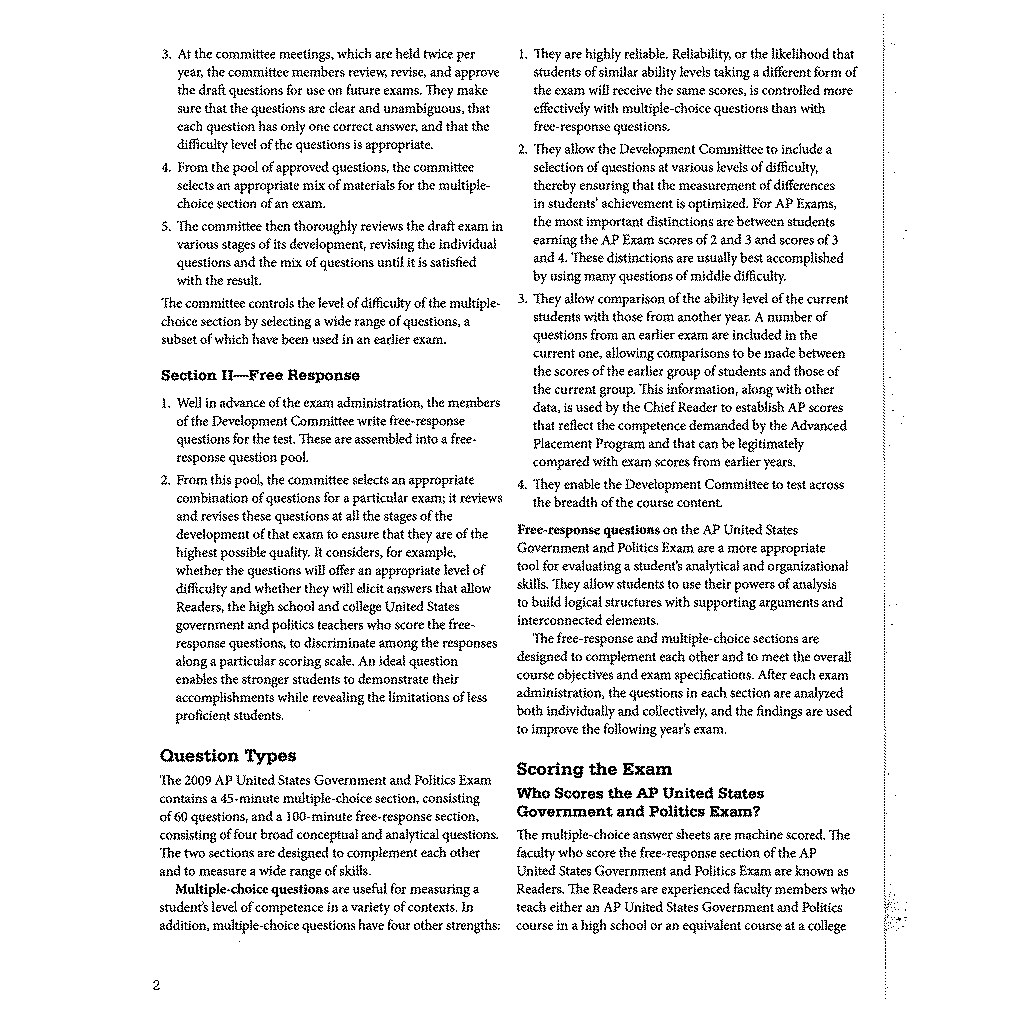 3. At the committee meetings, which are held twice per
year, the committee members review, revise, and approve
the draft questions for use on future exams. They make
sure that the questions are clear and unambiguous, that
each question has only one correct answer, and that the
difficulty level of the questions is appropriate.
4. From the pool of approved questions, the committee
selects an appropriate mix of materials for the multiple-
choice section of an exam.
5. The committee then thoroughly reviews the draft exam in
various stages of its development, revising the individual
questions and the mix of questions until it is satisfied
with the result.
The committee controls the level of difficulty of the multiple-
choice section by selecting a wide range of questions, a
subset of which have been used in an earlier exam.
Section II—Free Response
1. Well in advance of the exam administration, the members
of the Development Committee write free-response
questions for the test. These are assembled into a free-
response question pool.
2. From this pool, the committee selects an appropriate
combination of questions for a particular exam; it reviews
and revises these questions at all the stages of the
development of that exam to ensure that they are of the
highest possible quality. It considers, for example,
whether the questions will offer an appropriate level of
difficulty and whether they will elicit answers that allow
Readers, the high school and college United States
government and politics teachers who score the free-
response questions, to discriminate among the responses
along a particular scoring scale. An ideal question
enables the stronger students to demonstrate their
accomplishments while revealing the limitations of less
proficient students.
Question Types
The 2009 AP United States Government and Politics Exam
contains a 45-minute multiple-choice section, consisting
of 60 questions, and a 100-minute free-response section,
consisting of four broad conceptual and analytical questions.
The two sections are designed to complement each other
and to measure a wide range of skills.
Multiple-choice questions are useful for measuring a
student's level of competence in a variety of contexts. In
addition, multiple-choice questions have four other strengths:
1. They are highly reliable. Reliability, or the likelihood that
students of similar ability levels taking a different form of
the exam will receive the same scores, is controlled more
effectively with multiple-choice questions than with
free-response questions.
2. They allow the Development Committee to include a
selection of questions at various levels of difficulty,
thereby ensuring that the measurement of differences
in students' achievement is optimized. For AP Exams,
the most important distinctions are between students
earning the AP Exam scores of 2 and 3 and scores of 3
and 4. These distinctions are usually best accomplished
by using many questions of middle difficulty.
3. They allow comparison of the ability level of the current
students with those from another year. A number of
questions from an earlier exam are included in the
current one, allowing comparisons to be made between
the scores of the earlier group of students and those of
the current group. This information, along with other
data, is used by the Chief Reader to establish AP scores
that reflect the competence demanded by the Advanced
Placement Program and that can be legitimately
compared with exam scores from earlier years.
4. They enable the Development Committee to test across
the breadth of the course content.
Free-response questions on the AP United States
Government and Politics Exam are a more appropriate
tool for evaluating a student's analytical and organizational
skills. They allow students to use their powers of analysis
to build logical structures with supporting arguments and
interconnected elements.
The free-response and multiple-choice sections are
designed to complement each other and to meet the overall
course objectives and exam specifications. After each exam
administration, the questions in each section are analyzed
both individually and collectively, and the findings are used
to improve the following year's exam.
Scoring the Exam
Who Scores the AP United States
Government and Politics Exam?
The multiple-choice answer sheets are machine scored. The
faculty who score the free-response section of the AP
United States Government and Politics Exam are known as
Readers. The Readers are experienced faculty members who
teach either an AP United States Government and Politics
course in a high school or an equivalent course at a college
2